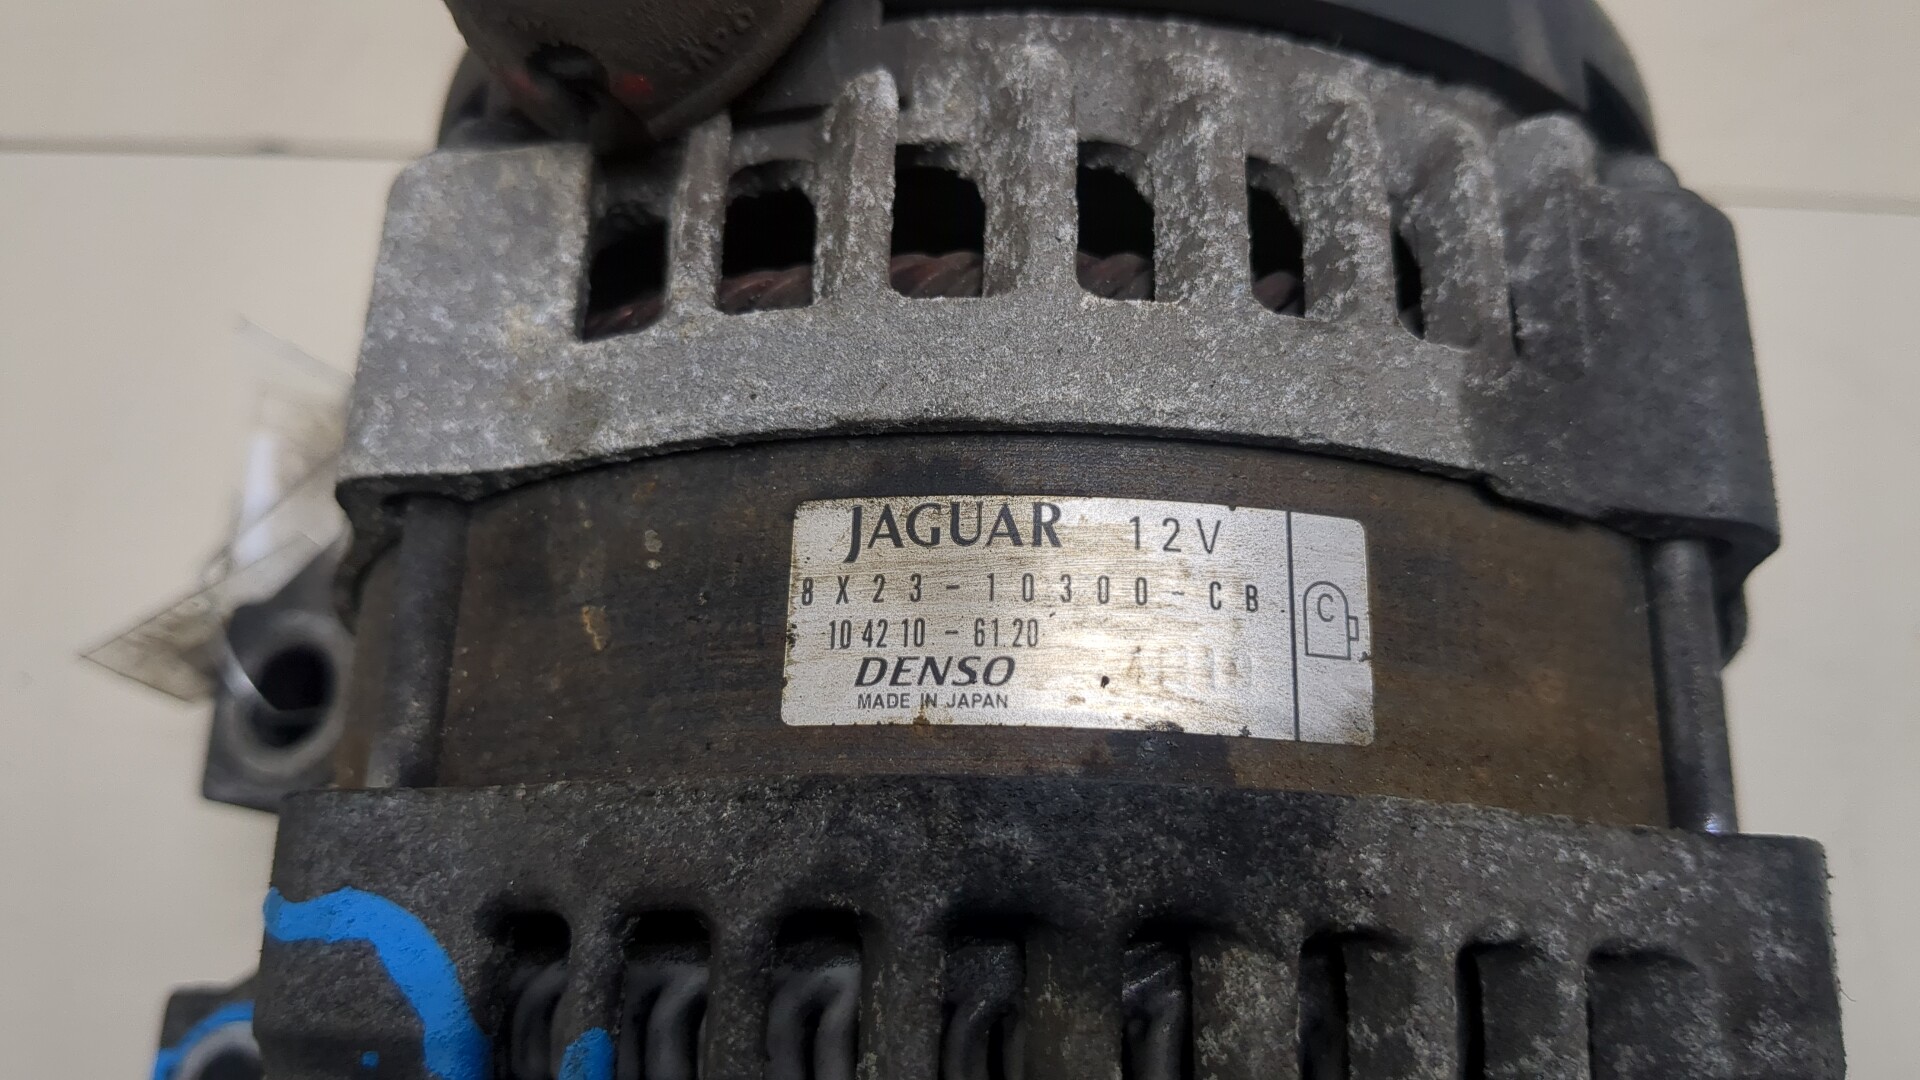 JAGUAR 12V
8X23-10300-CB
104210-6120
DENSO
MADE IN JAPAN
C